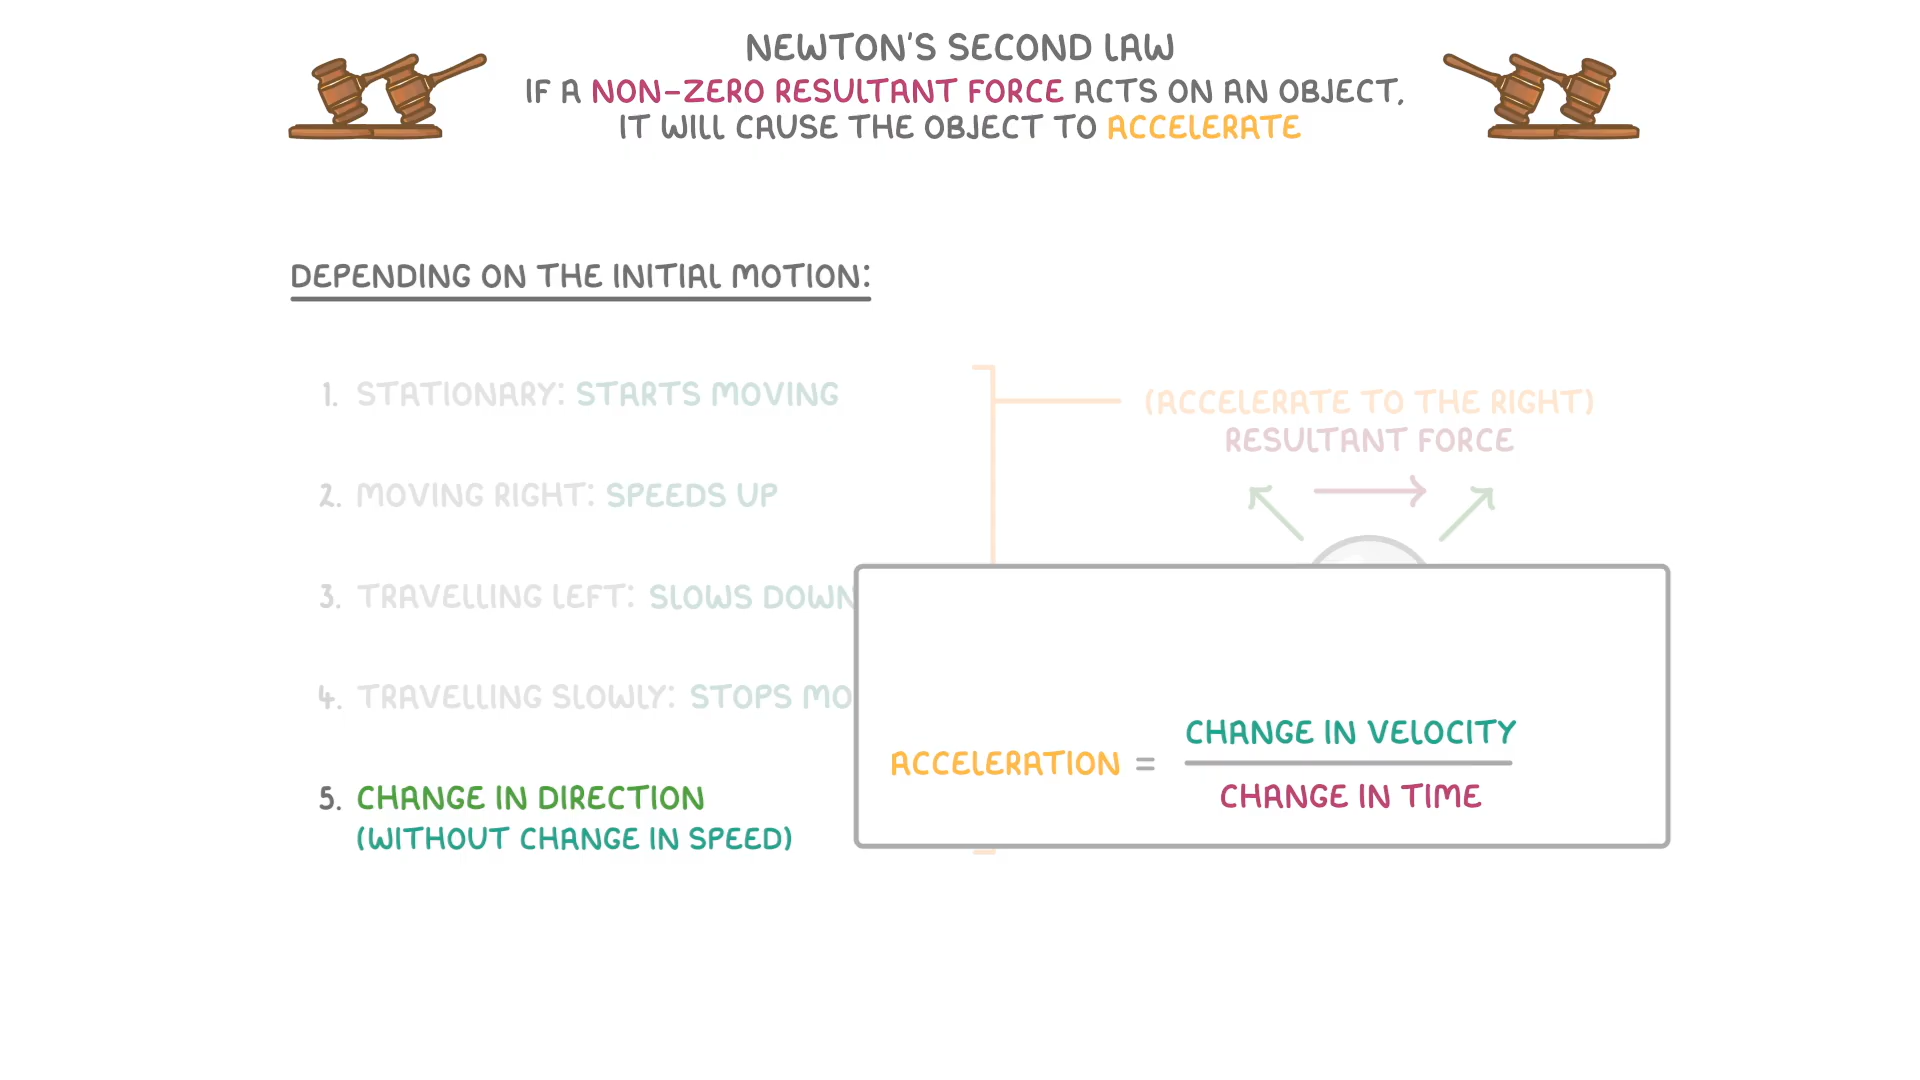 NEWTON'S SECOND LAW
IF A NON-ZERO RESULTANT FORCE ACTS ON AN OBJECT,
IT WILL CAUSE THE OBJECT TO ACCELERATE
DEPENDING ON THE INITIAL MOTION:
1. STATIONARY: STARTS MOVING
2. MOVING RIGHT: SPEEDS UP
3. TRAVELLING LEFT: SLOWS DOWN
4. TRAVELLING SLOWLY: STOPS MO
5. CHANGE IN DIRECTION
(WITHOUT CHANGE IN SPEED)
(ACCELERATE TO THE RIGHT)
RESULTANT FORCE
ACCELERATION = CHANGE IN VELOCITY
CHANGE IN TIME